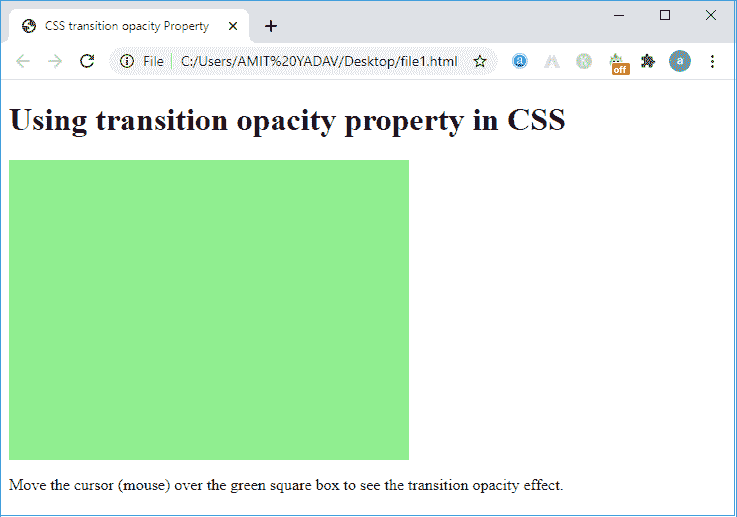 CSS transition opacity Property
File C:/Users/AMIT%20YADAV/Desktop/file1.html
a
K
off
a
Using transition opacity property in CSS
Move the cursor (mouse) over the green square box to see the transition opacity effect.